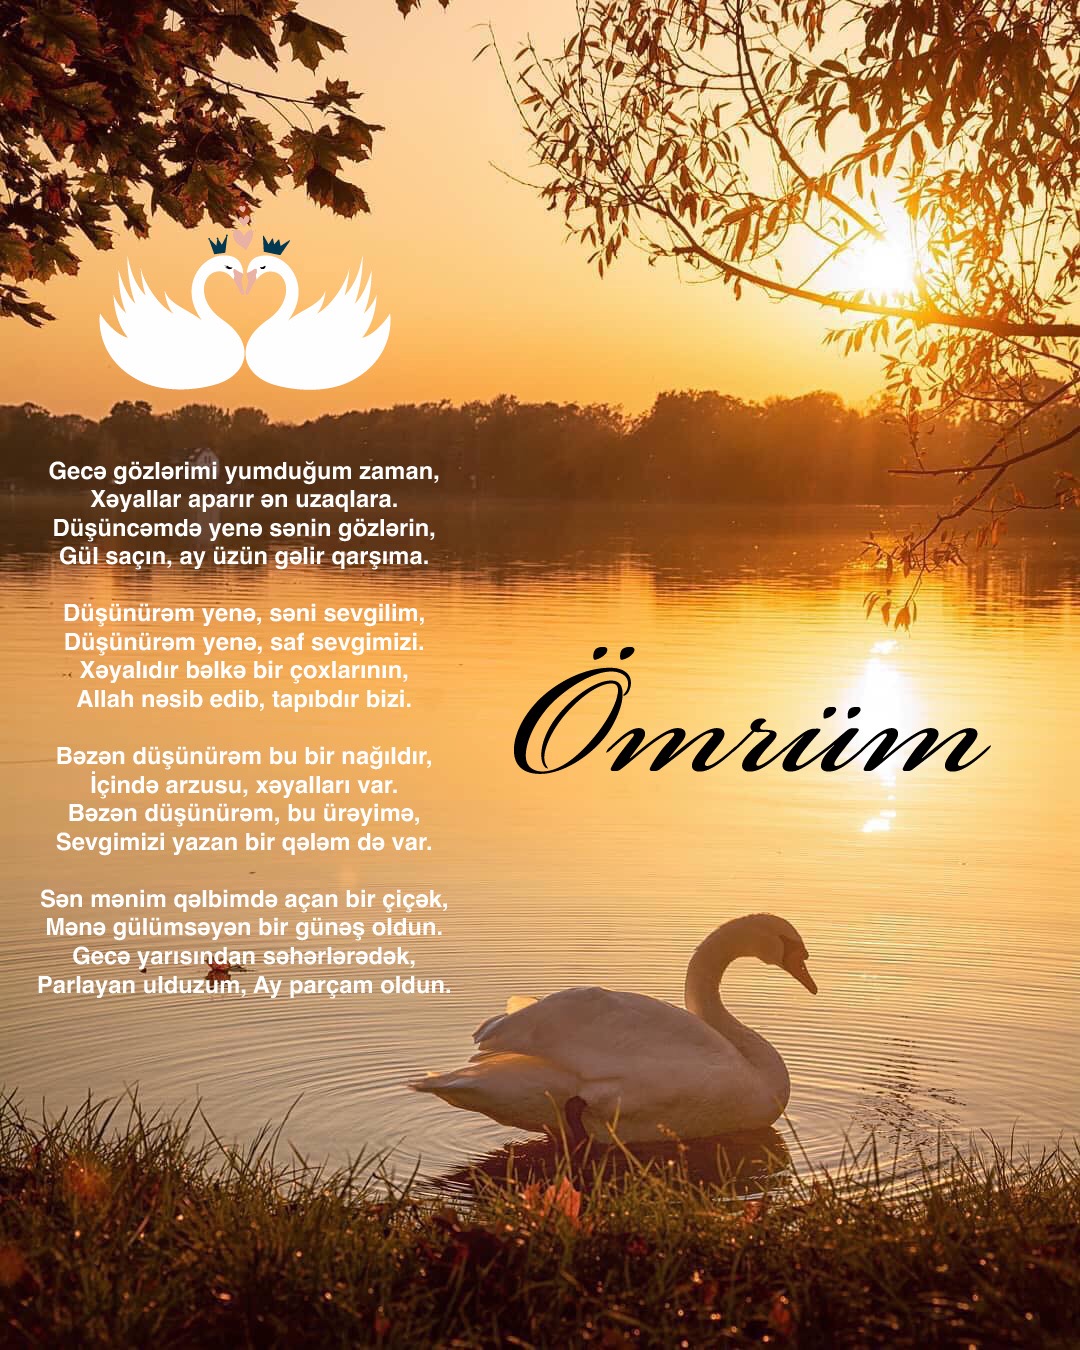 Gecə gözlərimi yumduğum zaman,
Xəyallar aparır ən uzaqlara.
Düşüncəmdə yenə sənin gözlərin,
Gül saçın, ay üzün gəlir qarşıma.
Düşünürəm yenə, səni sevgilim,
Düşünürəm yenə, saf sevgimizi.
Xəyalıdır bəlkə bir çoxlarının,
Allah nəsib edib, tapıbdır bizi.
Bəzən düşünürəm bu bir nağıldır,
İçində arzusu, xəyalları var.
Bəzən düşünürəm, bu ürəyimə,
Sevgimizi yazan bir qələm də var.
Sən mənim qəlbimdə açan bir çiçək,
Mənə gülümsəyən bir günəş oldun.
Gecə yarısından səhərlərədək,
Parlayan ulduzum, Ay parçam oldun.
Ömrüm